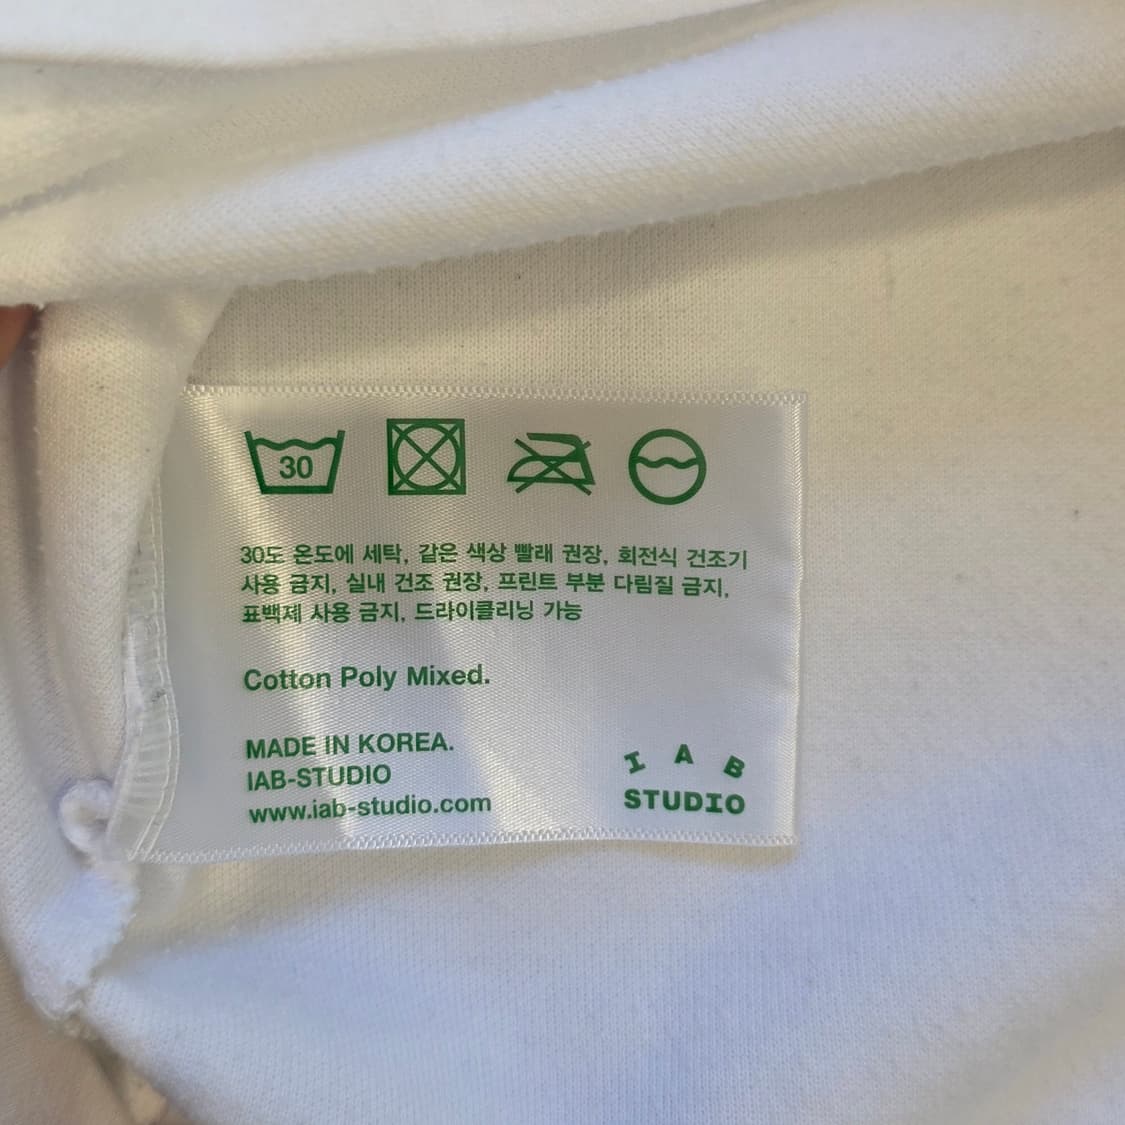 30
30도 온도에 세탁, 같은 색상 빨래 권장, 회전식 건조기
사용 금지, 실내 건조 권장, 프린트 부분 다림질 금지,
표백제 사용 금지, 드라이클리닝 가능
Cotton Poly Mixed.
MADE IN KOREA.
IAB-STUDIO
www.iab-studio.com
I A B
STUDIO